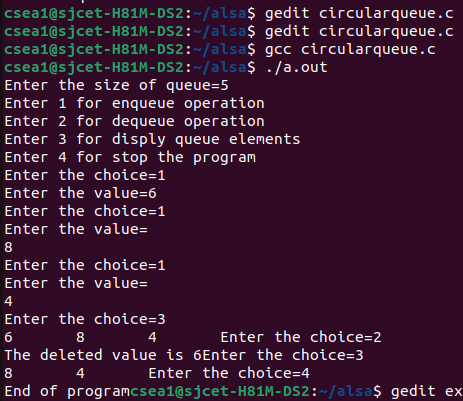 csea1@sjcet-H81M-DS2:~/alsa$ gedit circularqueue.c
csea1@sjcet-H81M-DS2:~/alsa$ gedit circularqueue.c
csea1@sjcet-H81M-DS2:~/alsa$ gcc circularqueue.c
csea1@sjcet-H81M-DS2:~/alsa$ ./a.out
Enter the size of queue=5
Enter 1 for enqueue operation
Enter 2 for dequeue operation
Enter 3 for disply queue elements
Enter 4 for stop the program
Enter the choice=1
Enter the value=6
Enter the choice=1
Enter the value=
8
Enter the choice=1
Enter the value=
4
Enter the choice=3
6       8       4       Enter the choice=2
The deleted value is 6Enter the choice=3
8       4       Enter the choice=4
End of programcsea1@sjcet-H81M-DS2:~/alsa$ gedit ex